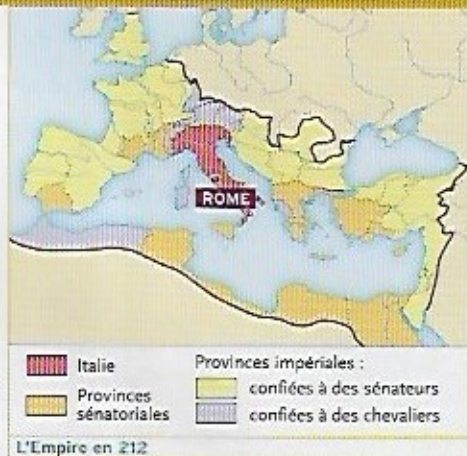 ROME
Italie
Provinces
sénatoriales
Provinces impériales :
confiées à des sénateurs
confiées à des chevaliers
L'Empire en 212